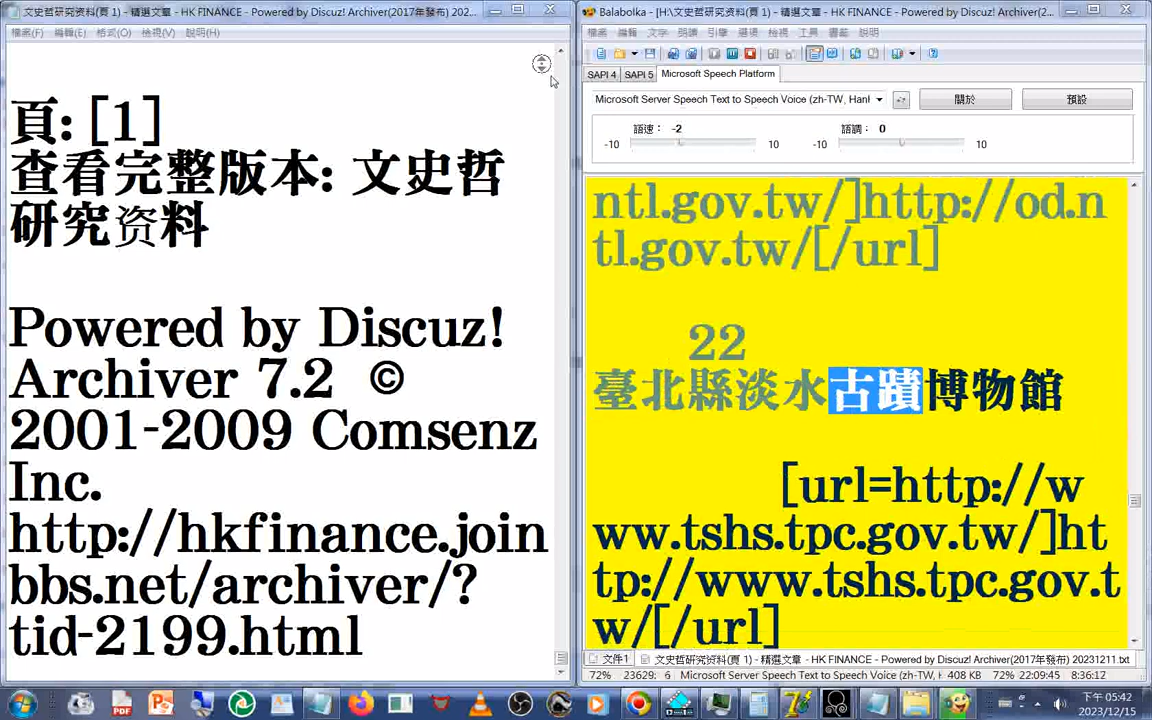 文史哲研究资料(頁 1) - 精選文章 - HK FINANCE - Powered by Discuz! Archiver(2017年發布) 202...
檔案(F) 編輯(E) 格式(O) 檢視(V) 說明(H)
頁: [1]
查看完整版本: 文史哲
研究资料
Powered by Discuz!
Archiver 7.2 ©
2001-2009 Comsenz
Inc.
http://hkfinance.join
bbs.net/archiver/?
tid-2199.html
Balabolka - [H:\文史哲研究资料(頁 1) - 精選文章 - HK FINANCE - Powered by Discuz! Archiver(2...
檔案 編輯 文字 朗讀 引擎 選項 檢視 工具 書籤 說明
SAPI 4 SAPI 5 Microsoft Speech Platform
Microsoft Server Speech Text to Speech Voice (zh-TW, Hanl 關於 預設
語速： -2 語調： 0
-10 10 -10 10
ntl.gov.tw/]http://od.n
tl.gov.tw/[/url]
22
臺北縣淡水古蹟博物館
[url=http://w
ww.tshs.tpc.gov.tw/]ht
tp://www.tshs.tpc.gov.t
w/[/url]
文件1 文史哲研究资料(頁 1) - 精選文章 - HK FINANCE - Powered by Discuz! Archiver(2017年發布) 20231211.txt
72% 23629: 6 Microsoft Speech Platform 408 KB 72% 22:09:45 8:36:12
下午 05:42
2023/12/15